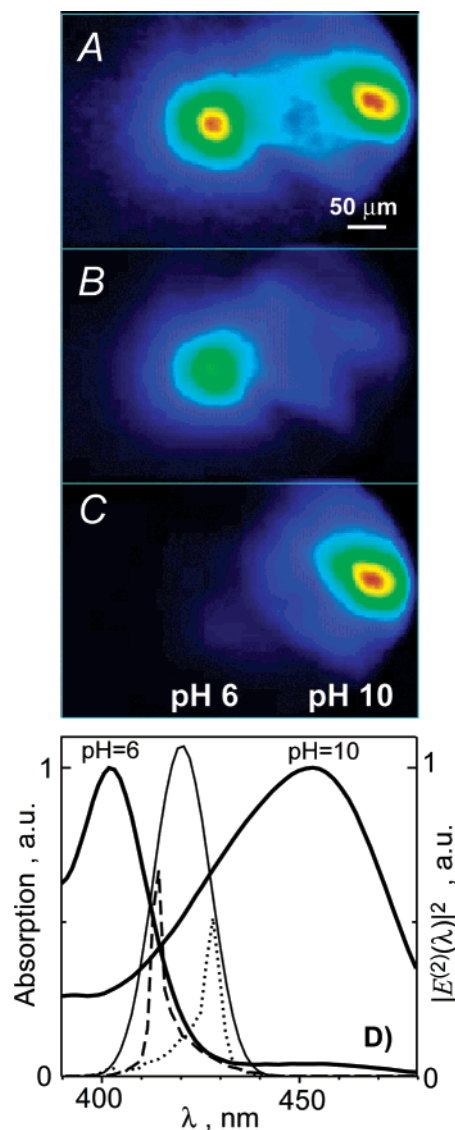 A
50 μm
B
C
pH 6 pH 10
pH=6 pH=10
1 1
Absorption , a.u.
|E⁽²⁾(λ)|² , a.u.
D)
0 0
400 450
λ , nm